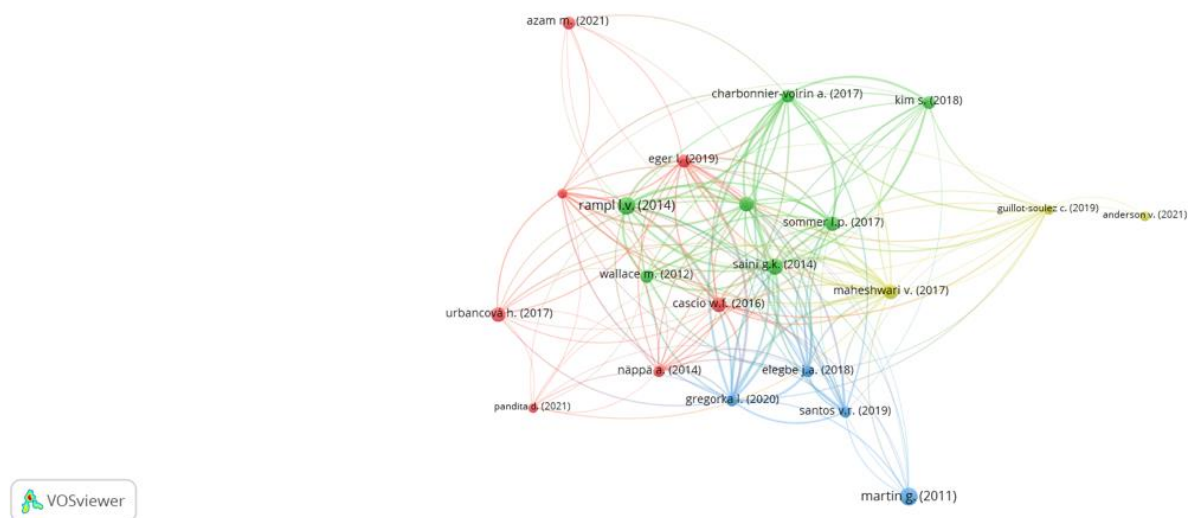 azam m. (2021)
charbonnier-voirin a. (2017)
kim s. (2018)
eger l. (2019)
rampl l.v. (2014)
guillot-soulez c. (2019)
anderson v. (2021)
sommer l.p. (2017)
saini g.k. (2014)
wallace m. (2012)
maheshwari v. (2017)
cascio w.f. (2016)
urbancová h. (2017)
näppä a. (2014)
elegbe j.a. (2018)
gregorka l. (2020)
pandita d. (2021)
santos v.r. (2019)
martin g. (2011)
VOSviewer